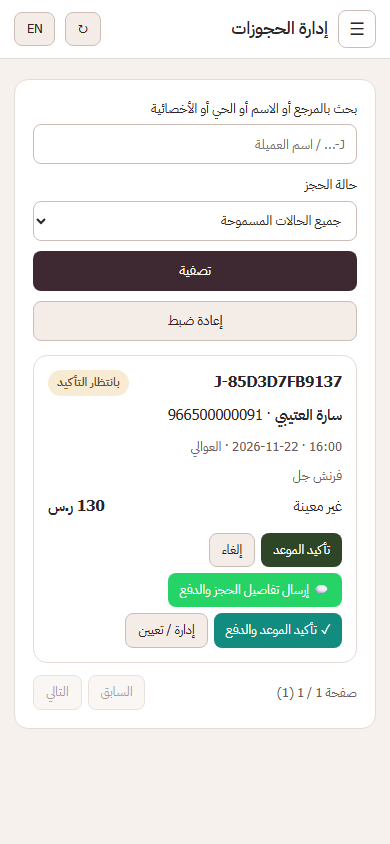 ☰ إدارة الحجوزات ↻ EN
بحث بالمرجع أو الاسم أو الحي أو الأخصائية
J-... / اسم العميلة
حالة الحجز
جميع الحالات المسموحة
تصفية
إعادة ضبط
J-85D3D7FB9137 بانتظار التأكيد
سارة العتيبي · 966500000091
16:00 · 2026-11-22 · العوالي
فرنش جل
غير معينة 130 ر.س
تأكيد الموعد إلغاء
💬 إرسال تفاصيل الحجز والدفع
✓ تأكيد الموعد والدفع إدارة / تعيين
صفحة 1 / 1 (1) السابق التالي